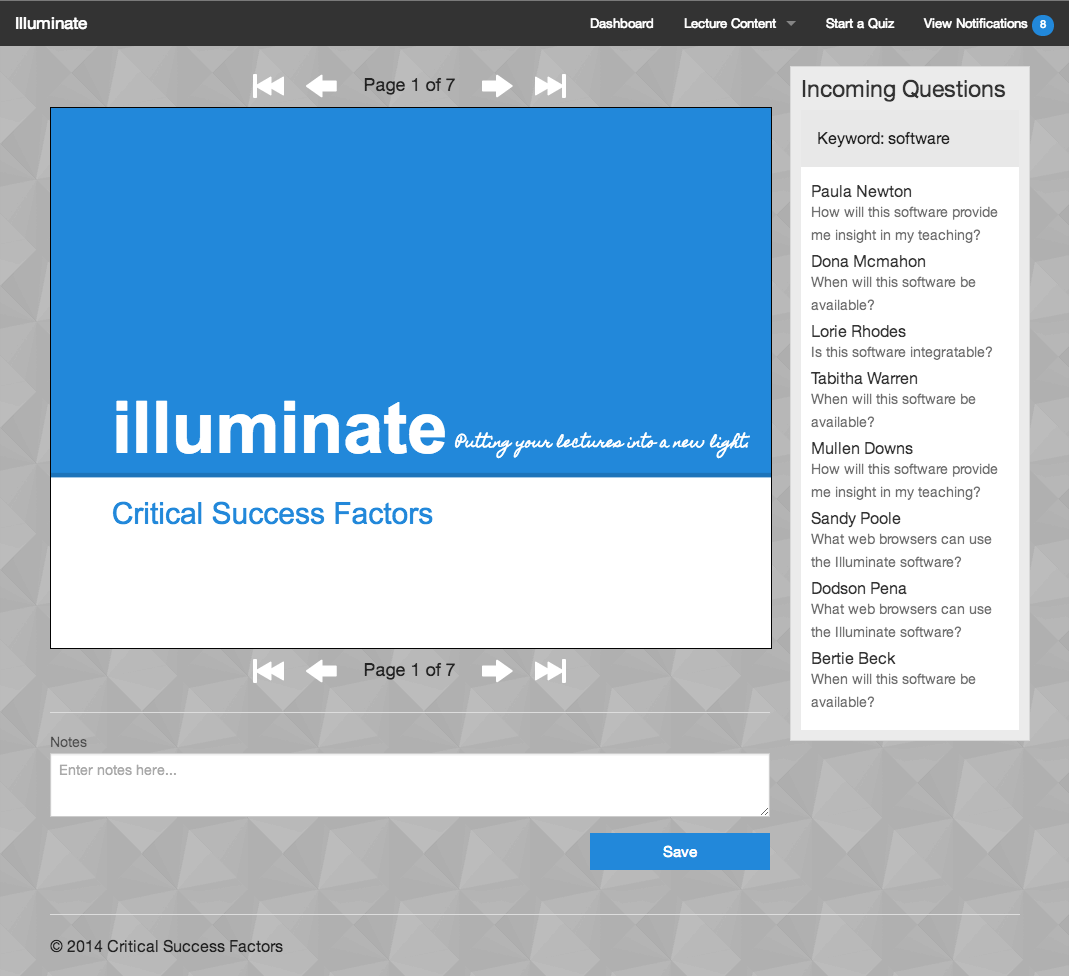 Illuminate
Dashboard
Lecture Content
Start a Quiz
View Notifications 8
Page 1 of 7
illuminate Putting your lectures into a new light.
Critical Success Factors
Page 1 of 7
Notes
Enter notes here...
Save
Incoming Questions
Keyword: software
Paula Newton
How will this software provide
me insight in my teaching?
Dona Mcmahon
When will this software be
available?
Lorie Rhodes
Is this software integratable?
Tabitha Warren
When will this software be
available?
Mullen Downs
How will this software provide
me insight in my teaching?
Sandy Poole
What web browsers can use
the Illuminate software?
Dodson Pena
What web browsers can use
the Illuminate software?
Bertie Beck
When will this software be
available?
© 2014 Critical Success Factors